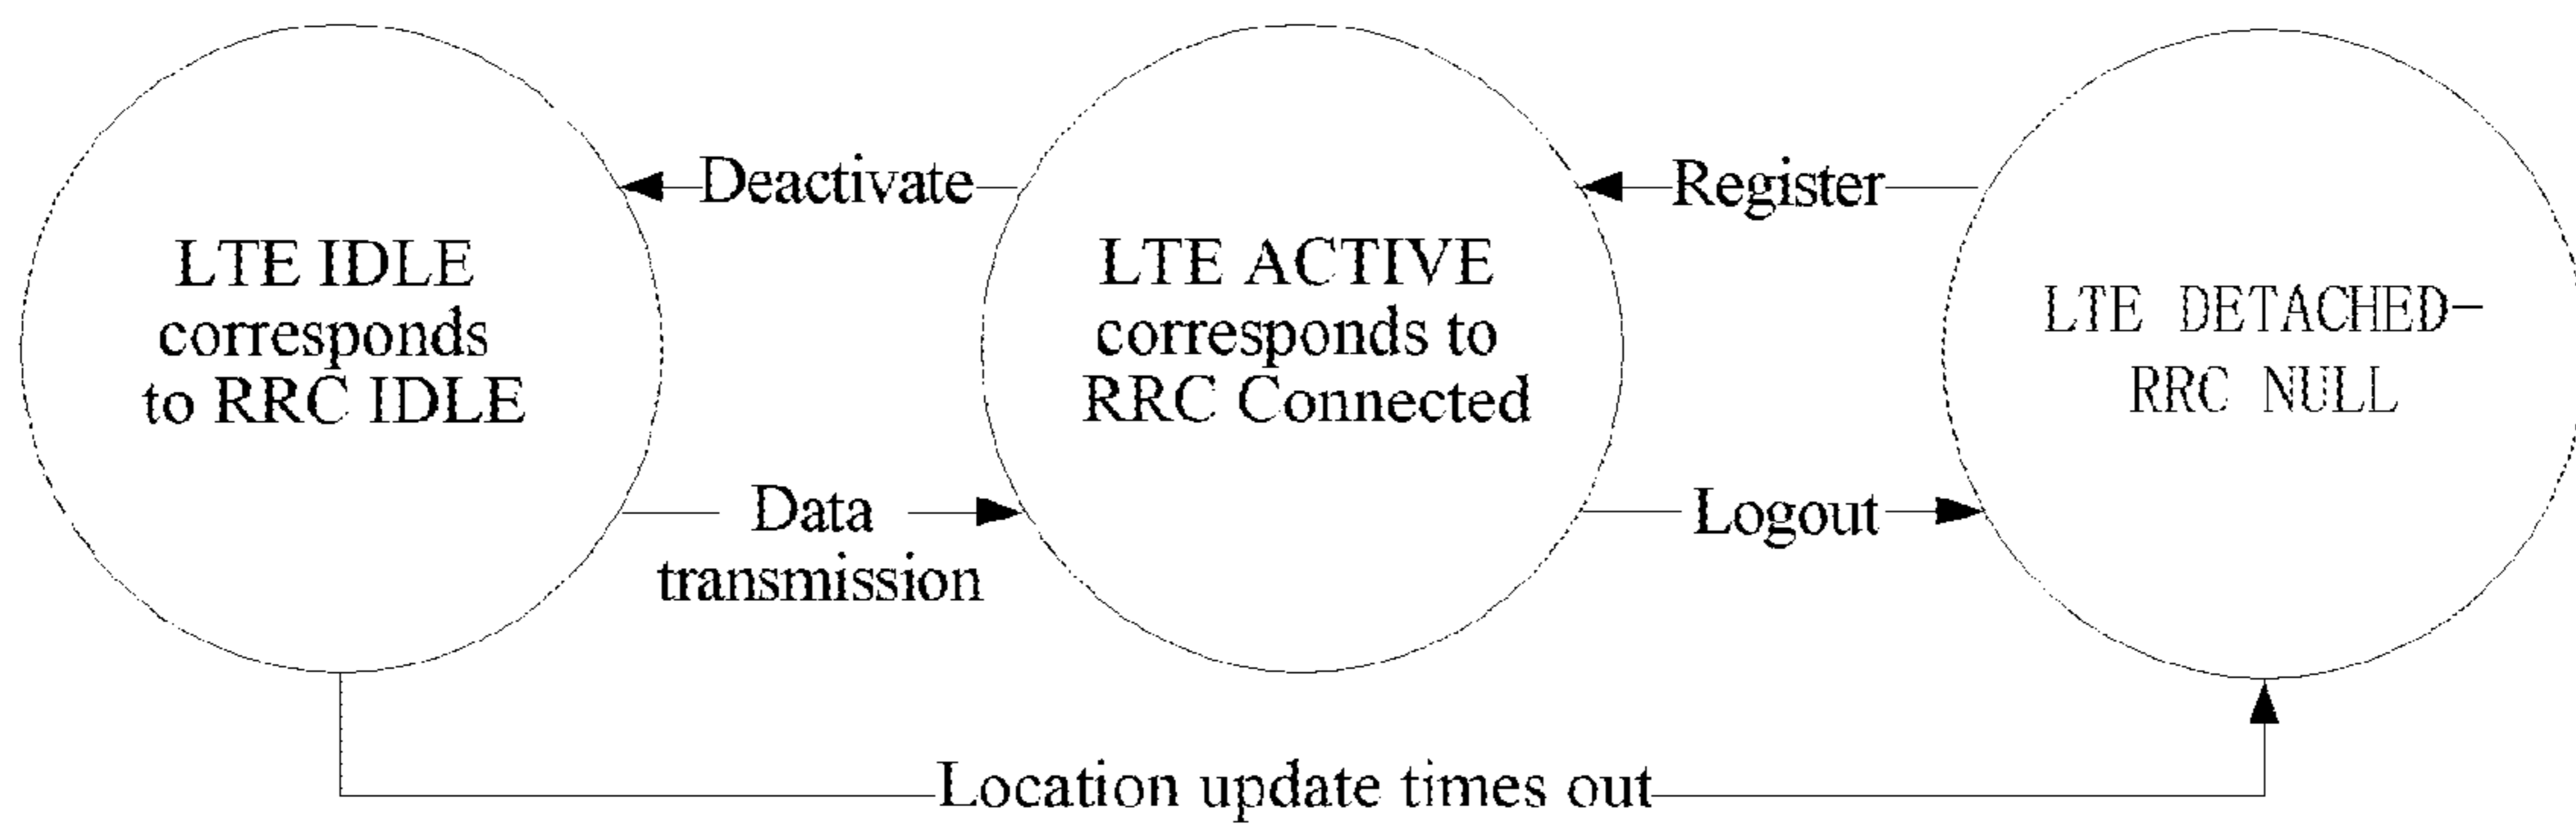 LTE IDLE
corresponds
to RRC IDLE
Deactivate
Data
transmission
LTE ACTIVE
corresponds to
RRC Connected
Register
Logout
LTE DETACHED-
RRC NULL
Location update times out